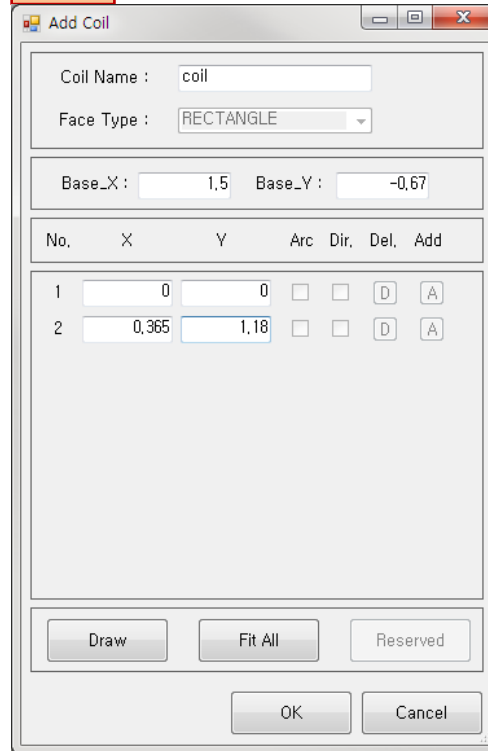 Add Coil
Coil Name : coil
Face Type : RECTANGLE
Base_X : 1.5 Base_Y : -0.67
No. X Y Arc Dir. Del. Add
1 0 0 D A
2 0.365 1.18 D A
Draw Fit All Reserved
OK Cancel